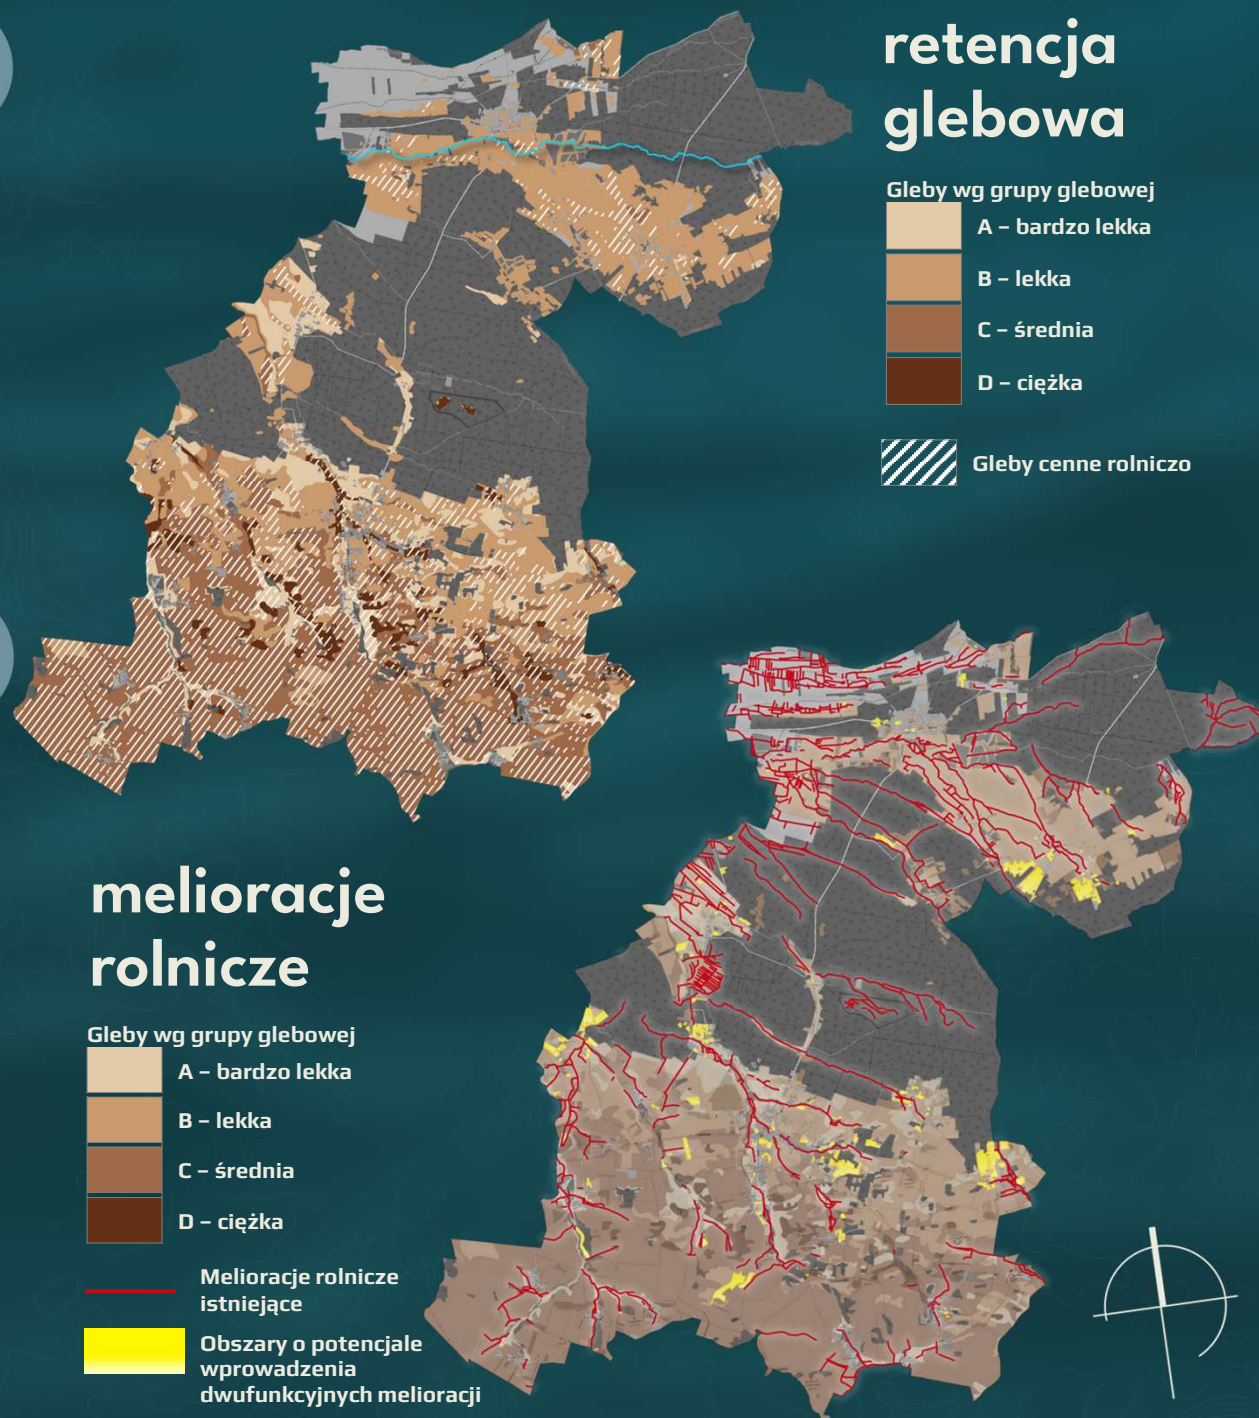 retencja
glebowa
Gleby wg grupy glebowej
A – bardzo lekka
B – lekka
C – średnia
D – ciężka
Gleby cenne rolniczo
melioracje
rolnicze
Gleby wg grupy glebowej
A – bardzo lekka
B – lekka
C – średnia
D – ciężka
Melioracje rolnicze
istniejące
Obszary o potencjale
wprowadzenia
dwufunkcyjnych melioracji